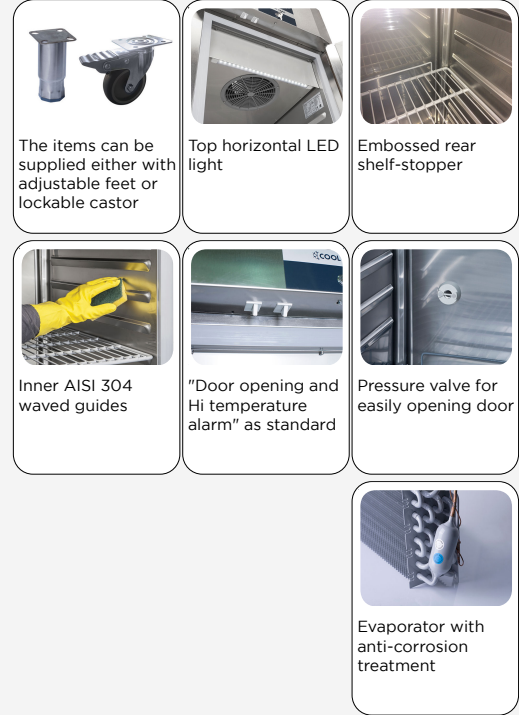 The items can be
supplied either with
adjustable feet or
lockable castor
Top horizontal LED
light
Embossed rear
shelf-stopper
COOL
Inner AISI 304
waved guides
"Door opening and
Hi temperature
alarm" as standard
Pressure valve for
easily opening door
Evaporator with
anti-corrosion
treatment